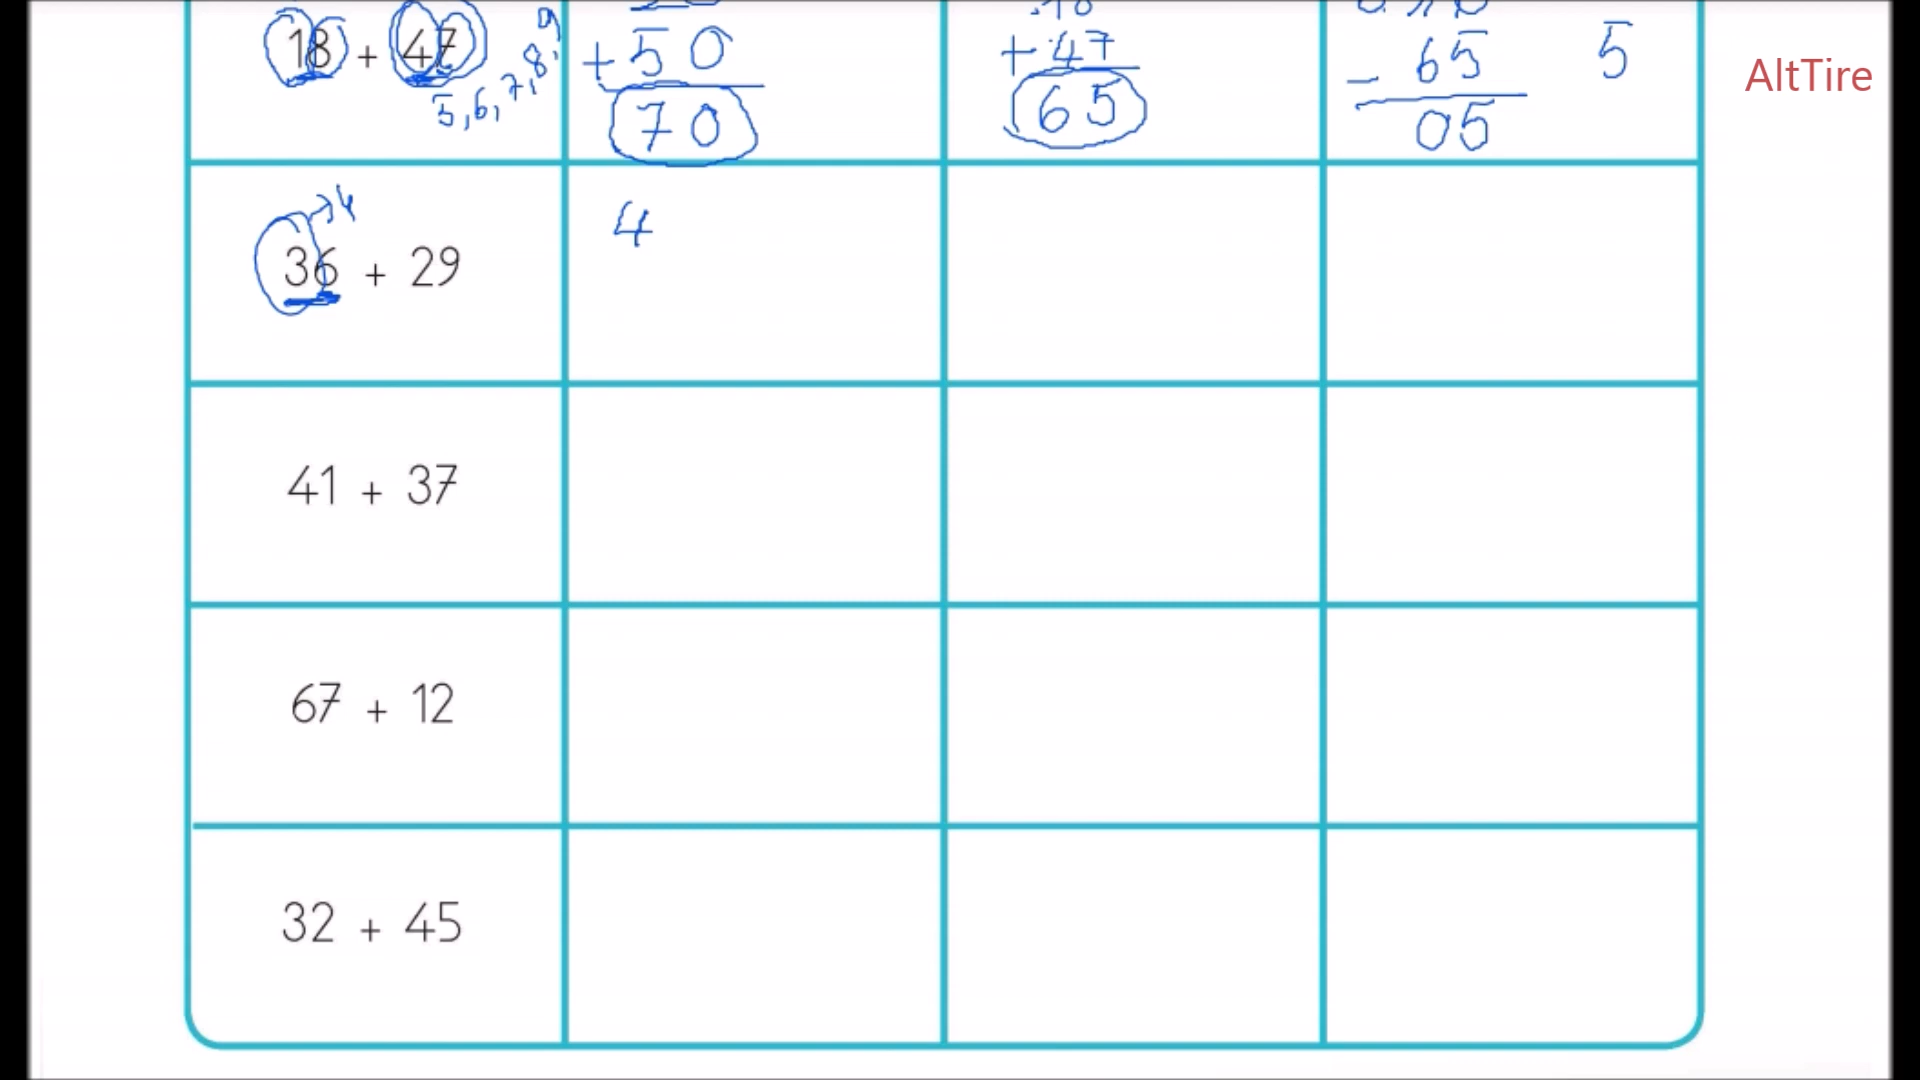 18 + 47
5,6,7,8,9
+50
70
+47
65
- 65
05
5
AltTire
36 + 29
4
4
41 + 37
67 + 12
32 + 45